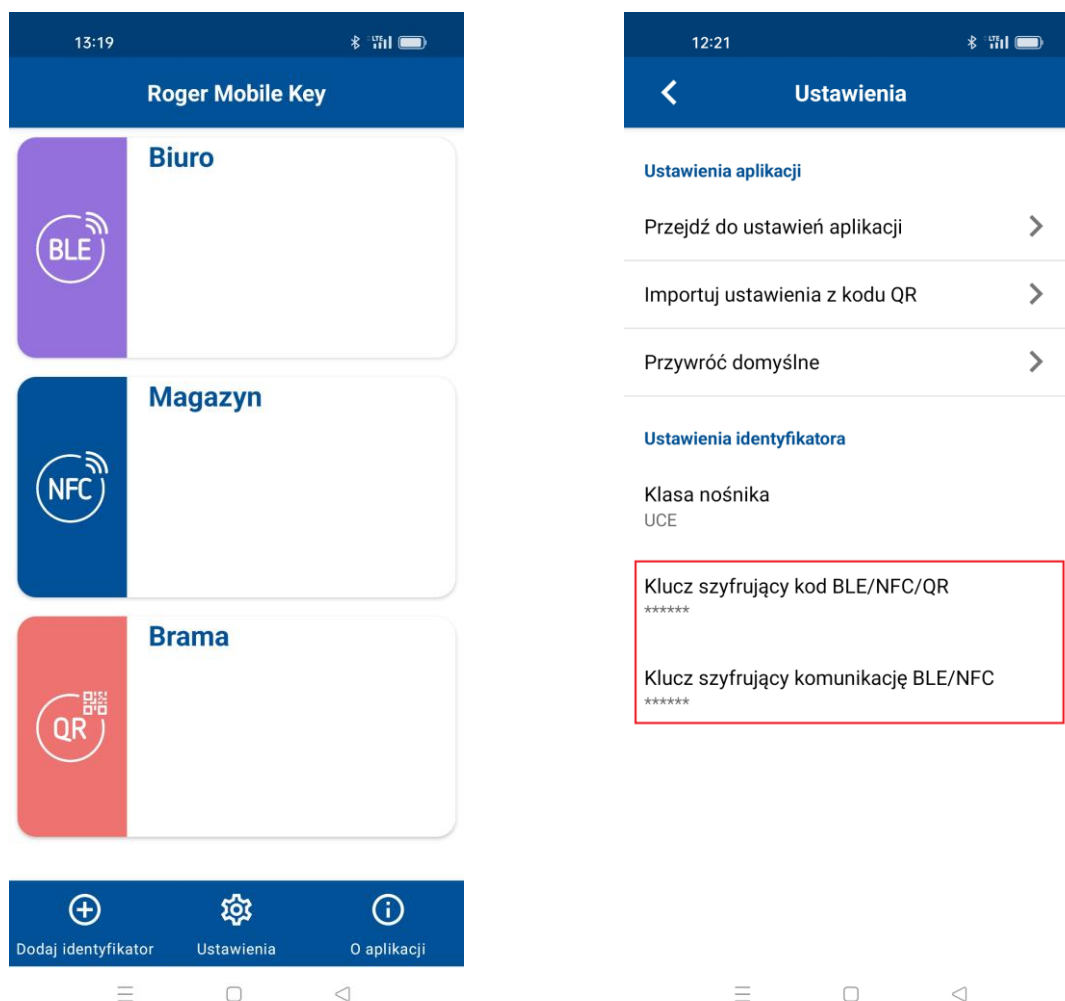 13:19
LTE
Roger Mobile Key
Biuro
BLE
Magazyn
NFC
Brama
QR
Dodaj identyfikator
Ustawienia
O aplikacji
12:21
LTE
Ustawienia
Ustawienia aplikacji
Przejdź do ustawień aplikacji
Importuj ustawienia z kodu QR
Przywróć domyślne
Ustawienia identyfikatora
Klasa nośnika
UCE
Klucz szyfrujący kod BLE/NFC/QR
******
Klucz szyfrujący komunikację BLE/NFC
******